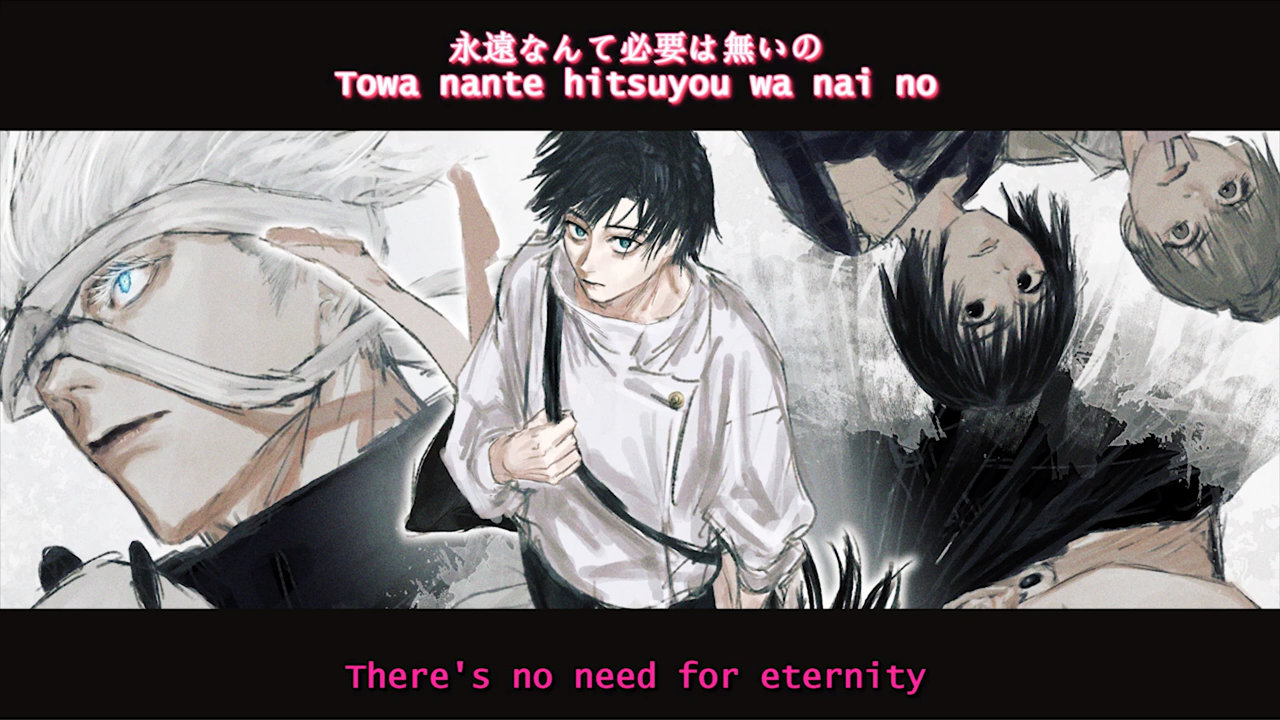 永遠なんて必要は無いの
Towa nante hitsuyou wa nai no
There's no need for eternity